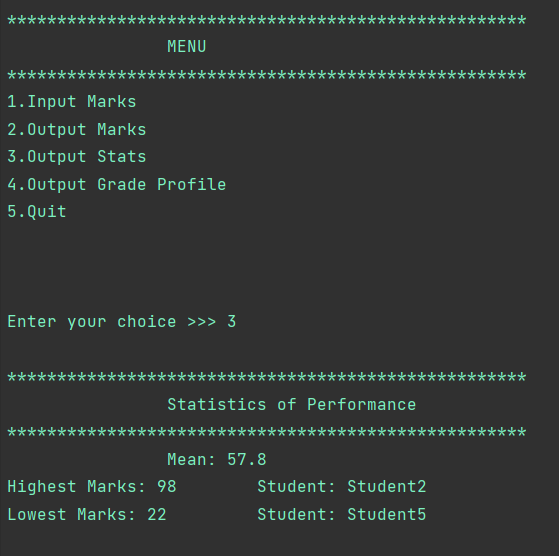 ****************************************************
MENU
****************************************************
1.Input Marks
2.Output Marks
3.Output Stats
4.Output Grade Profile
5.Quit
Enter your choice >>> 3
****************************************************
Statistics of Performance
****************************************************
Mean: 57.8
Highest Marks: 98 Student: Student2
Lowest Marks: 22 Student: Student5